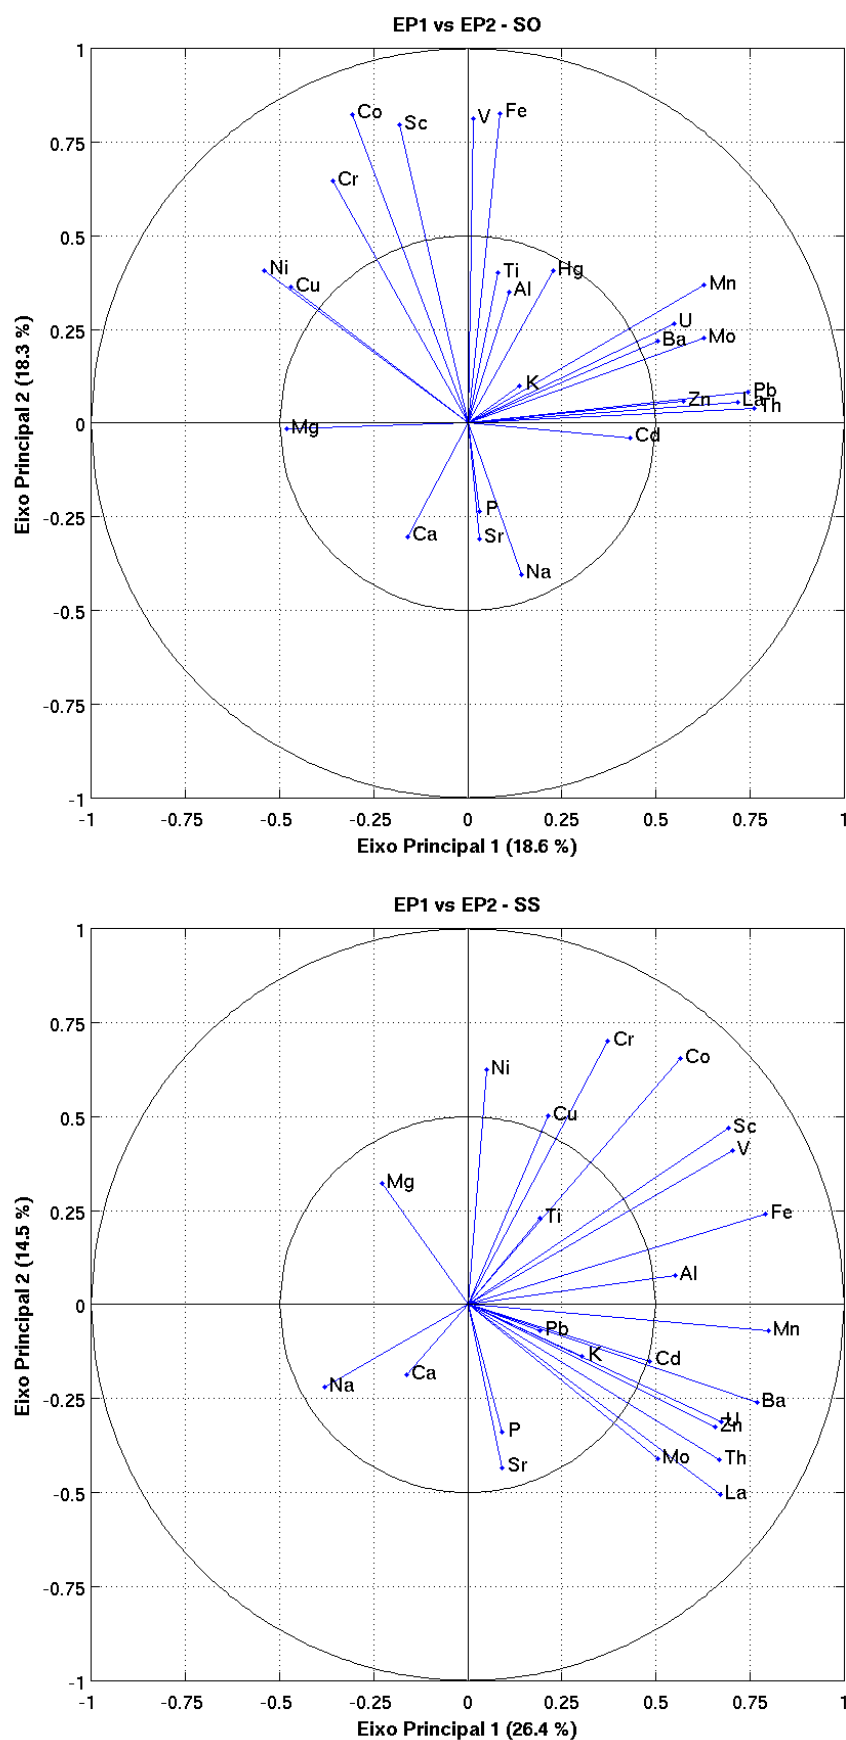 EP1 vs EP2 - SO
1
Co
Sc
V
Fe
0.75
Cr
0.5
Ni
Cu
Ti
Al
Hg
Mn
0.25
U
Ba
Mo
K
Zn
Pb
La
Th
0
Mg
Cd
-0.25
Ca
P
Sr
Na
-0.5
-0.75
-1
Eixo Principal 2 (18.3 %)
-1 -0.75 -0.5 -0.25 0 0.25 0.5 0.75 1
Eixo Principal 1 (18.6 %)
EP1 vs EP2 - SS
1
0.75
Cr
Co
Ni
0.5
Cu
Sc
V
Mg
0.25
Ti
Fe
Al
0
Pb
Mn
K
Cd
-0.25
Na
Ca
Ba
U
Zn
P
Sr
Mo
Th
La
-0.5
-0.75
-1
Eixo Principal 2 (14.5 %)
-1 -0.75 -0.5 -0.25 0 0.25 0.5 0.75 1
Eixo Principal 1 (26.4 %)